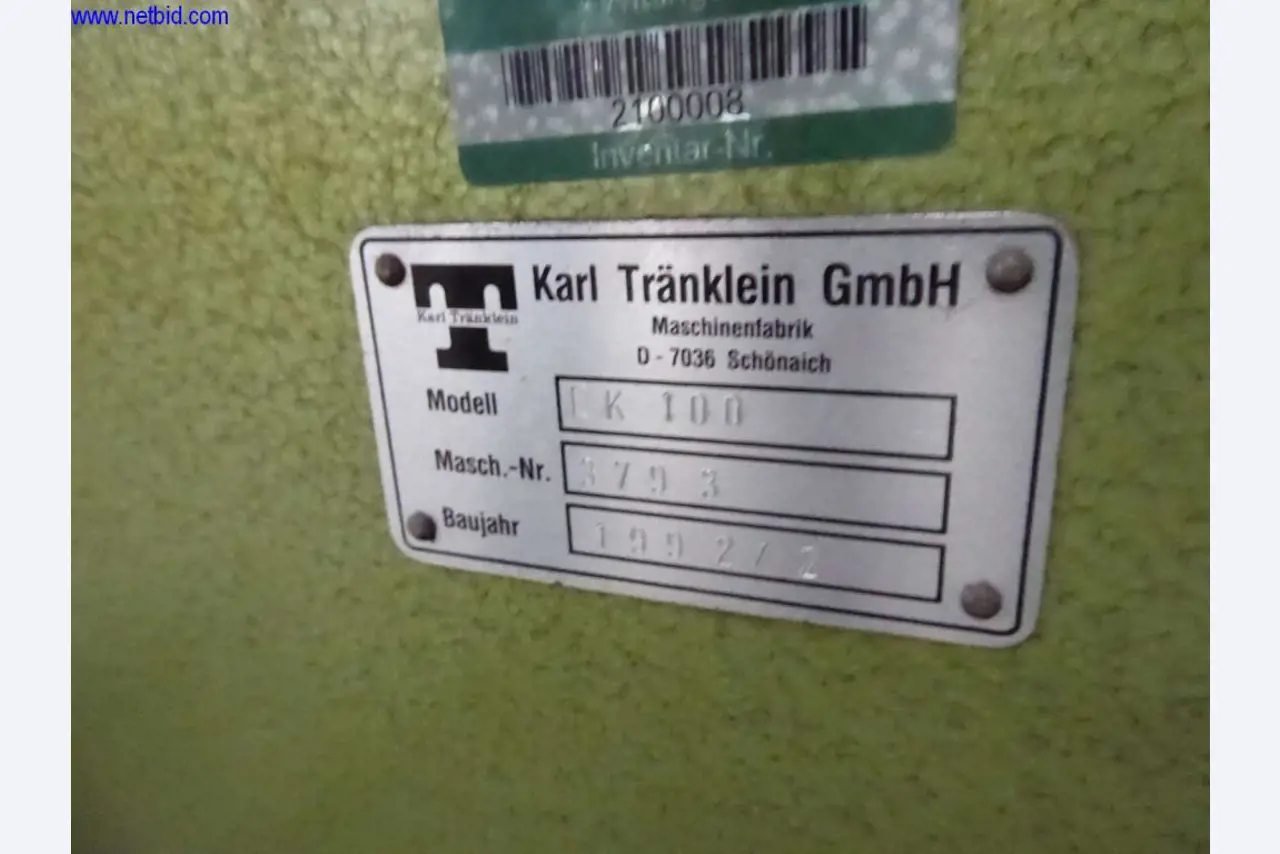 www.netbid.com
2100008
Inventar-Nr.
Karl Tränklein GmbH
Karl Tränklein
Maschinenfabrik
D - 7036 Schönaich
Modell
K 100
Masch.-Nr. 3793
Baujahr 1992/2